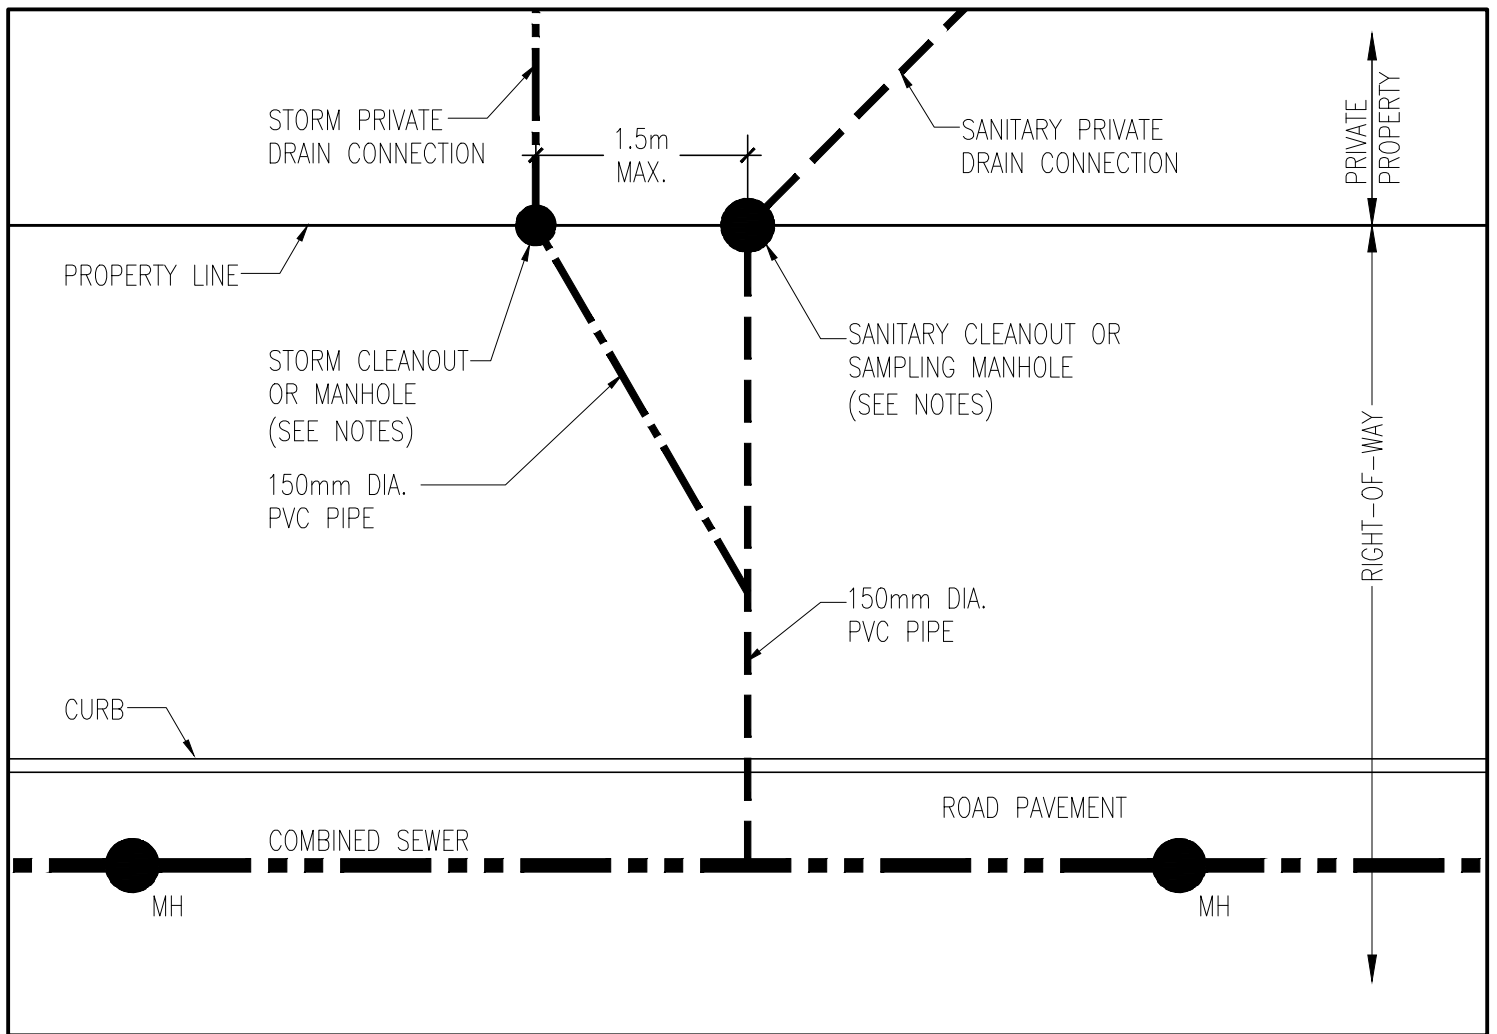 STORM PRIVATE
DRAIN CONNECTION
1.5m
MAX.
SANITARY PRIVATE
DRAIN CONNECTION
PRIVATE
PROPERTY
PROPERTY LINE
STORM CLEANOUT
OR MANHOLE
(SEE NOTES)
SANITARY CLEANOUT OR
SAMPLING MANHOLE
(SEE NOTES)
150mm DIA.
PVC PIPE
RIGHT-OF-WAY
150mm DIA.
PVC PIPE
CURB
ROAD PAVEMENT
COMBINED SEWER
MH
MH